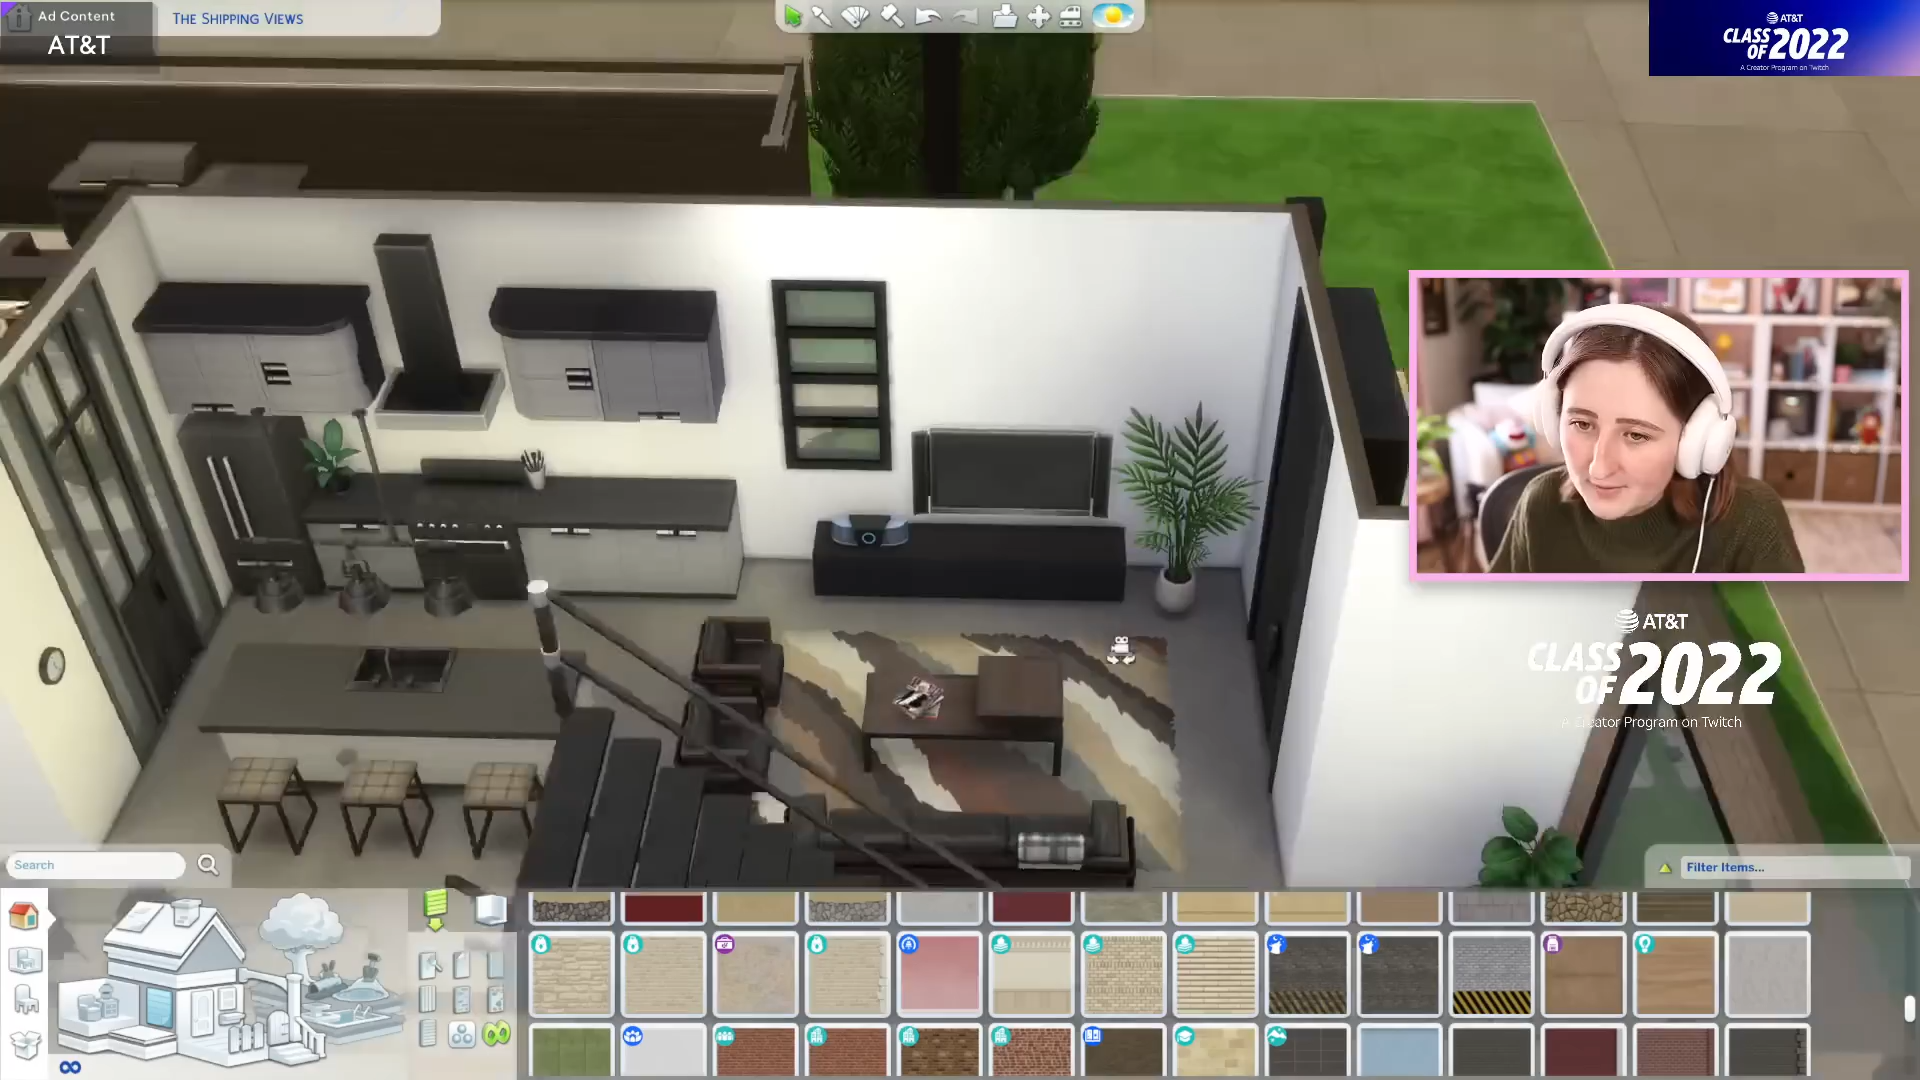 Ad Content
AT&T
THE SHIPPING VIEWS
AT&T
CLASS
OF 2022
A Creator Program on Twitch
AT&T
CLASS
OF 2022
A Creator Program on Twitch
Search
Filter Items...